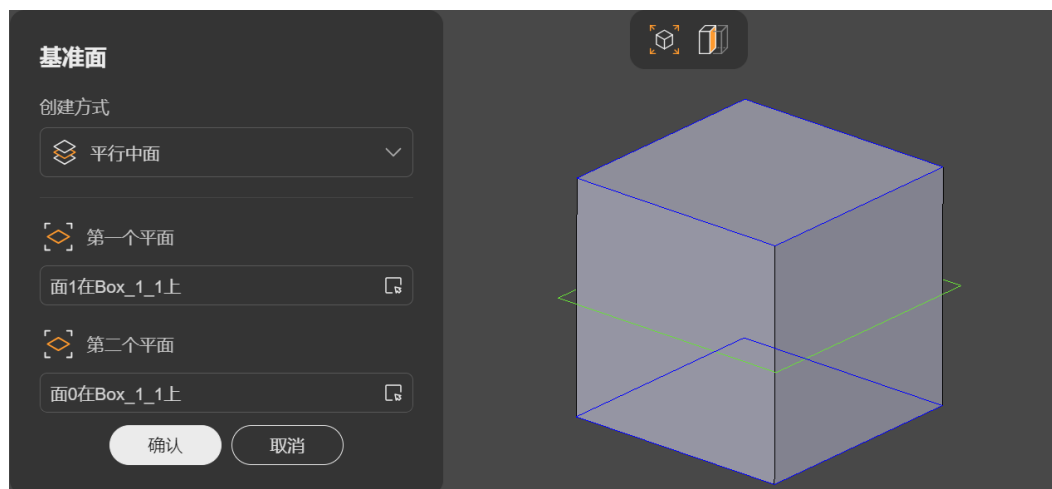 基准面
创建方式
平行中面
第一个平面
面1在Box_1_1上
第二个平面
面0在Box_1_1上
确认
取消